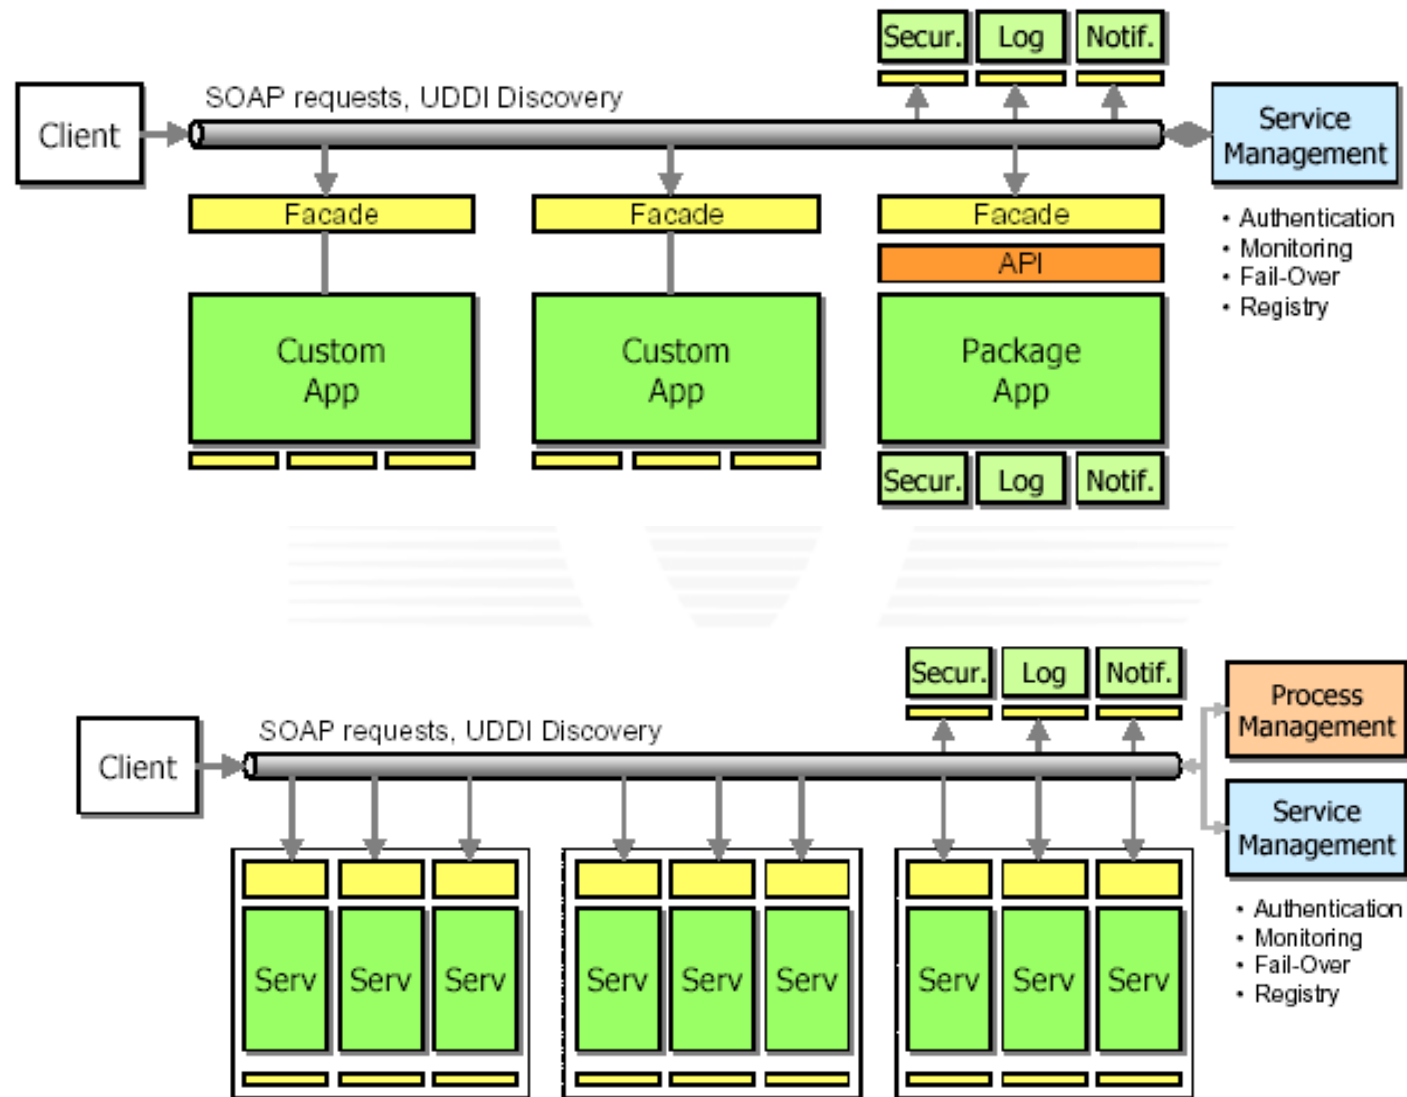 Secur.
Log
Notif.
SOAP requests, UDDI Discovery
Client
Service
Management
Facade
Facade
Facade
• Authentication
• Monitoring
• Fail-Over
• Registry
API
Custom
App
Custom
App
Package
App
Secur.
Log
Notif.
Secur.
Log
Notif.
Process
Management
SOAP requests, UDDI Discovery
Client
Service
Management
Serv
Serv
Serv
Serv
Serv
Serv
Serv
Serv
Serv
• Authentication
• Monitoring
• Fail-Over
• Registry